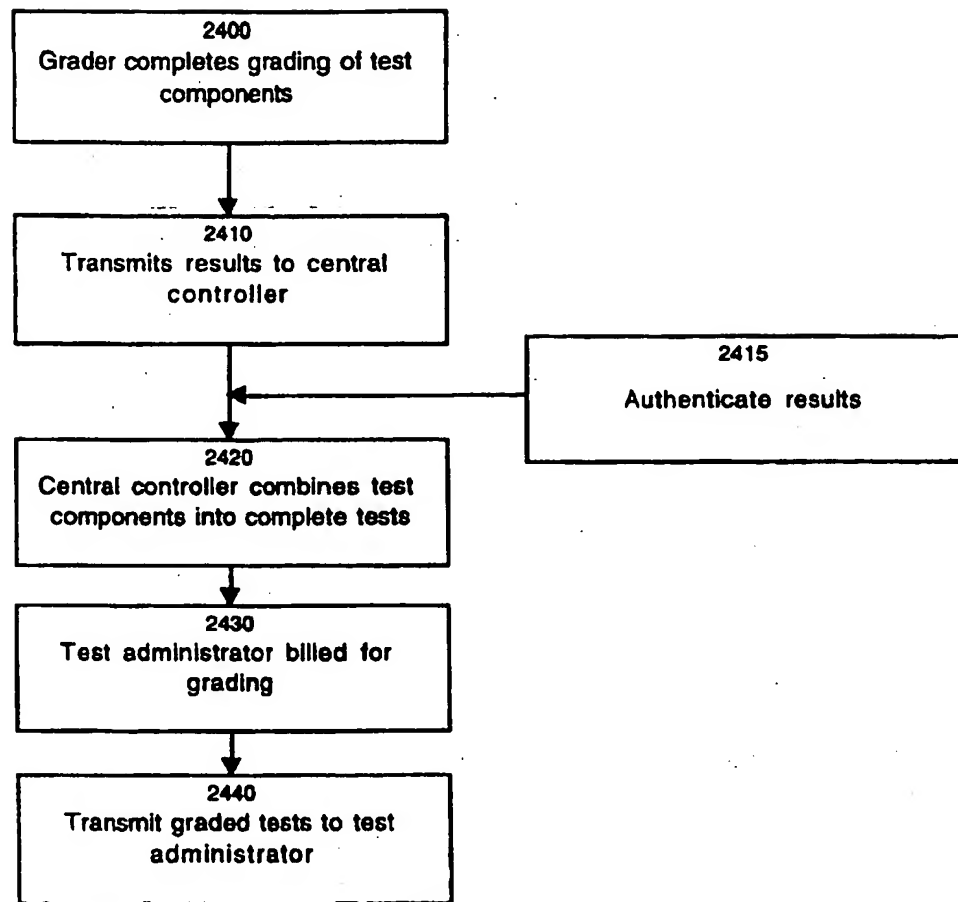 2400
Grader completes grading of test
components
2410
Transmits results to central
controller
2415
Authenticate results
2420
Central controller combines test
components into complete tests
2430
Test administrator billed for
grading
2440
Transmit graded tests to test
administrator